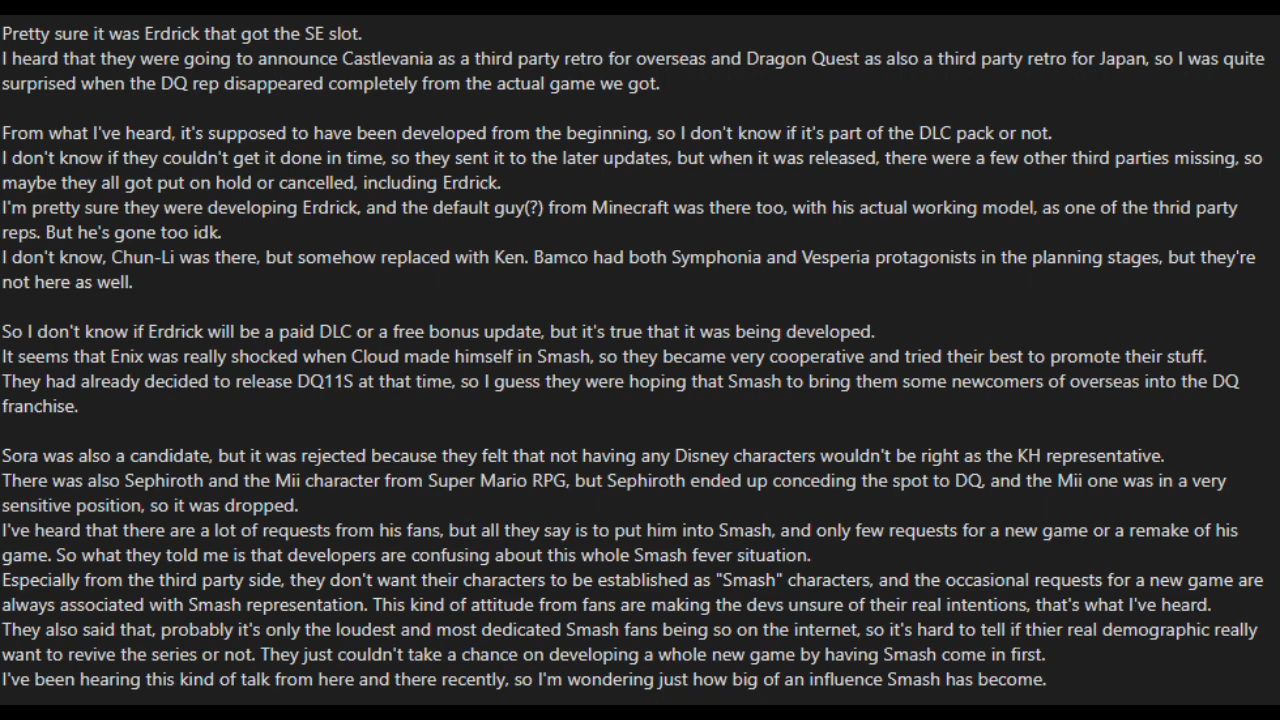 Pretty sure it was Erdrick that got the SE slot.
I heard that they were going to announce Castlevania as a third party retro for overseas and Dragon Quest as also a third party retro for Japan, so I was quite
surprised when the DQ rep disappeared completely from the actual game we got.
From what I've heard, it's supposed to have been developed from the beginning, so I don't know if it's part of the DLC pack or not.
I don't know if they couldn't get it done in time, so they sent it to the later updates, but when it was released, there were a few other third parties missing, so
maybe they all got put on hold or cancelled, including Erdrick.
I'm pretty sure they were developing Erdrick, and the default guy(?) from Minecraft was there too, with his actual working model, as one of the thrid party
reps. But he's gone too idk.
I don't know, Chun-Li was there, but somehow replaced with Ken. Bamco had both Symphonia and Vesperia protagonists in the planning stages, but they're
not here as well.
So I don't know if Erdrick will be a paid DLC or a free bonus update, but it's true that it was being developed.
It seems that Enix was really shocked when Cloud made himself in Smash, so they became very cooperative and tried their best to promote their stuff.
They had already decided to release DQ11S at that time, so I guess they were hoping that Smash to bring them some newcomers of overseas into the DQ
franchise.
Sora was also a candidate, but it was rejected because they felt that not having any Disney characters wouldn't be right as the KH representative.
There was also Sephiroth and the Mii character from Super Mario RPG, but Sephiroth ended up conceding the spot to DQ, and the Mii one was in a very
sensitive position, so it was dropped.
I've heard that there are a lot of requests from his fans, but all they say is to put him into Smash, and only few requests for a new game or a remake of his
game. So what they told me is that developers are confusing about this whole Smash fever situation.
Especially from the third party side, they don't want their characters to be established as "Smash" characters, and the occasional requests for a new game are
always associated with Smash representation. This kind of attitude from fans are making the devs unsure of their real intentions, that's what I've heard.
They also said that, probably it's only the loudest and most dedicated Smash fans being so on the internet, so it's hard to tell if thier real demographic really
want to revive the series or not. They just couldn't take a chance on developing a whole new game by having Smash come in first.
I've been hearing this kind of talk from here and there recently, so I'm wondering just how big of an influence Smash has become.